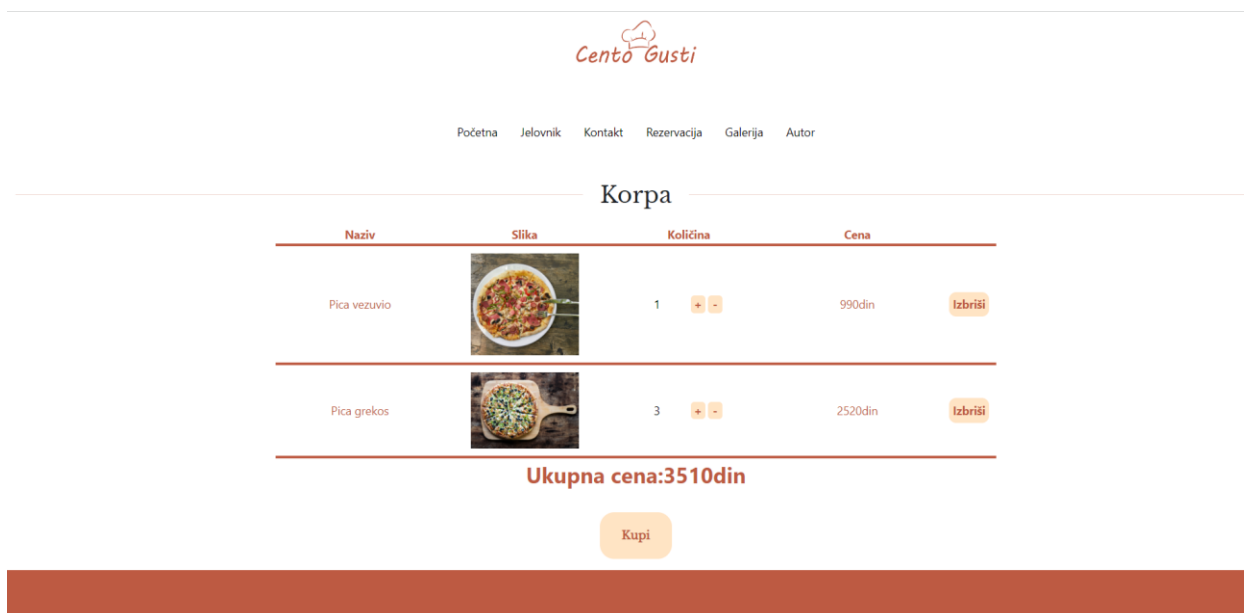 Cento Gusti
Početna Jelovnik Kontakt Rezervacija Galerija Autor
Korpa
Naziv Slika Količina Cena
Pica vezuvio 1 + - 990din Izbriši
Pica grekos 3 + - 2520din Izbriši
Ukupna cena:3510din
Kupi